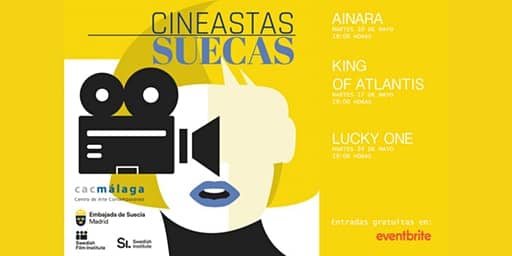 CINEASTAS
SUECAS
cacmálaga
Centro de Arte Contemporáneo
Embajada de Suecia
Madrid
Swedish
Film Institute
SI.
Swedish
Institute
AINARA
MARTES 10 DE MAYO
19:00 HORAS
KING
OF ATLANTIS
MARTES 17 DE MAYO
19:00 HORAS
LUCKY ONE
MARTES 24 DE MAYO
19:00 HORAS
Entradas gratuitas en:
eventbrite